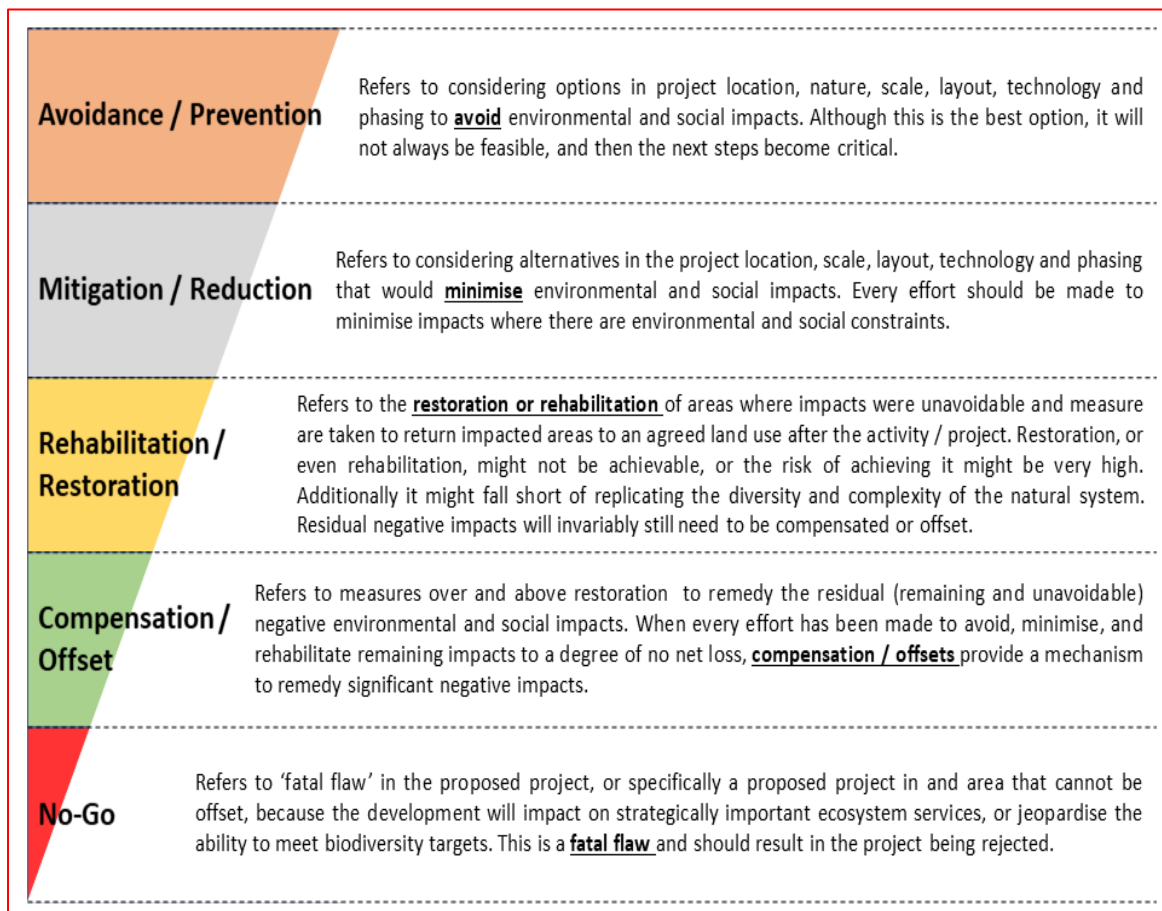 Avoidance / Prevention
Refers to considering options in project location, nature, scale, layout, technology and
phasing to avoid environmental and social impacts. Although this is the best option, it will
not always be feasible, and then the next steps become critical.
Mitigation / Reduction
Refers to considering alternatives in the project location, scale, layout, technology and phasing
that would minimise environmental and social impacts. Every effort should be made to
minimise impacts where there are environmental and social constraints.
Rehabilitation /
Restoration
Refers to the restoration or rehabilitation of areas where impacts were unavoidable and measure
are taken to return impacted areas to an agreed land use after the activity / project. Restoration, or
even rehabilitation, might not be achievable, or the risk of achieving it might be very high.
Additionally it might fall short of replicating the diversity and complexity of the natural system.
Residual negative impacts will invariably still need to be compensated or offset.
Compensation /
Offset
Refers to measures over and above restoration to remedy the residual (remaining and unavoidable)
negative environmental and social impacts. When every effort has been made to avoid, minimise, and
rehabilitate remaining impacts to a degree of no net loss, compensation / offsets provide a mechanism
to remedy significant negative impacts.
No-Go
Refers to ‘fatal flaw’ in the proposed project, or specifically a proposed project in and area that cannot be
offset, because the development will impact on strategically important ecosystem services, or jeopardise the
ability to meet biodiversity targets. This is a fatal flaw and should result in the project being rejected.